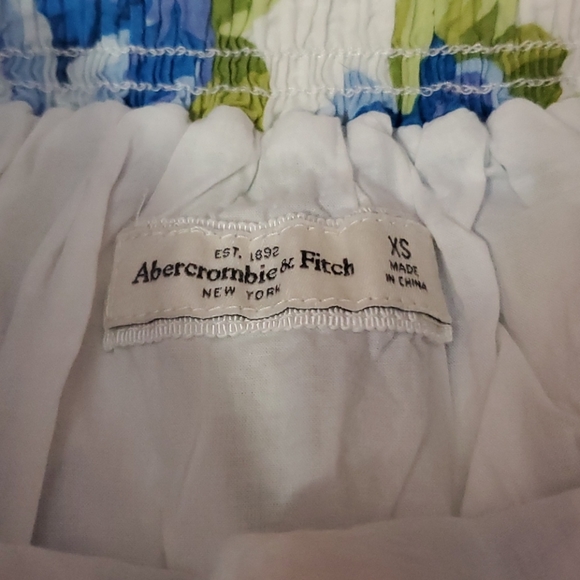 EST. 1892
Abercrombie & Fitch
NEW YORK
XS
MADE
IN CHINA